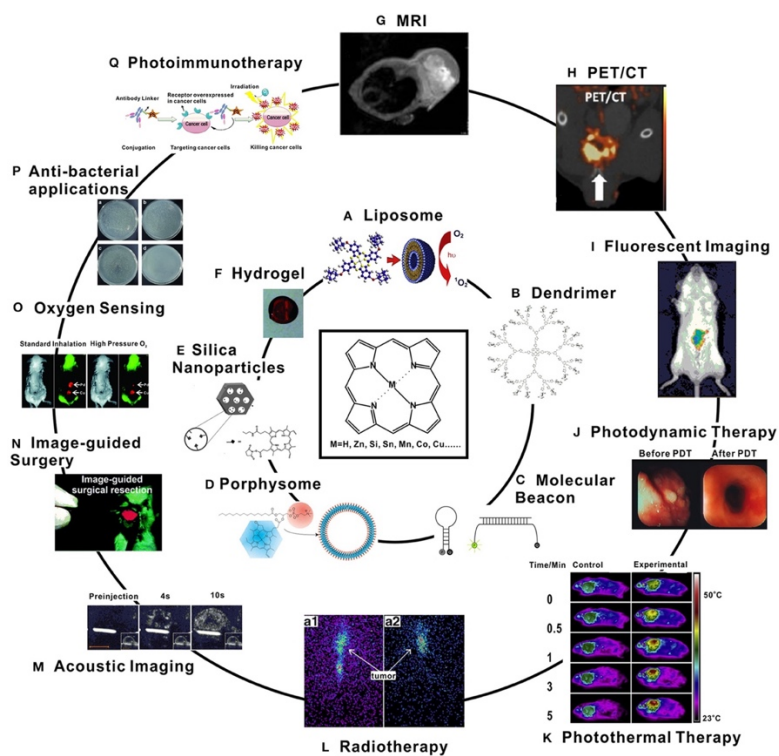 G MRI
Q Photoimmunotherapy
Antibody Linker
Receptor overexpressed
in cancer cells
Irradiation
Cancer cell
Cancer cell
Conjugation
Targeting cancer cells
Killing cancer cells
H PET/CT
PET/CT
P Anti-bacterial
applications
a
b
c
d
A Liposome
O₂
hν
¹O₂
I Fluorescent Imaging
F Hydrogel
B Dendrimer
O Oxygen Sensing
Standard Inhalation
High Pressure O₂
E Silica
Nanoparticles
N
N
M
N
N
M=H, Zn, Si, Sn, Mn, Co, Cu......
J Photodynamic Therapy
Before PDT
After PDT
N Image-guided
Surgery
Image-guided
surgical resection
D Porphysome
C Molecular
Beacon
Time/Min
Control
Experimental
0
0.5
1
3
5
50°C
23°C
Preinjection
4s
10s
M Acoustic Imaging
a1
a2
tumor
L Radiotherapy
K Photothermal Therapy